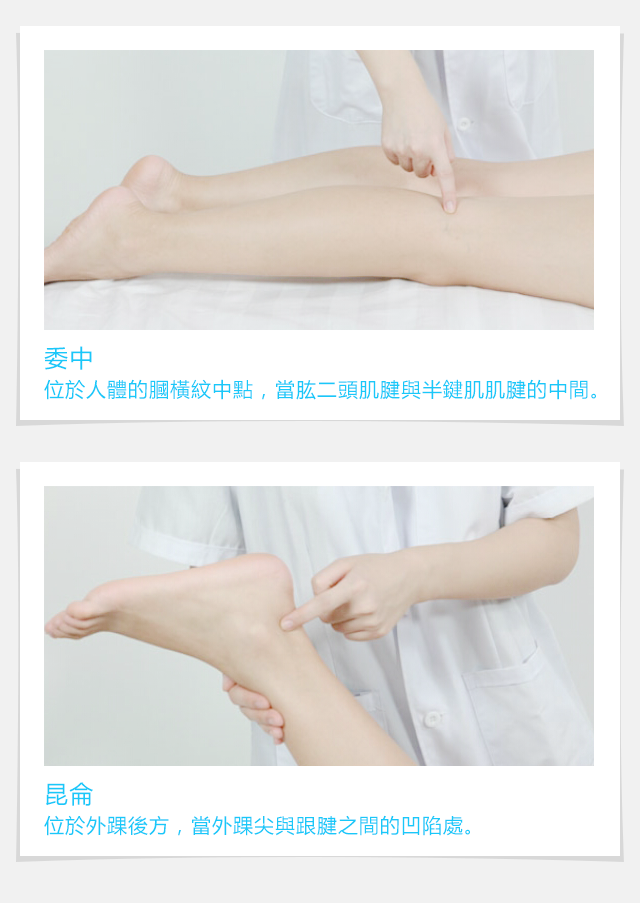 委中
位於人體的膕橫紋中點，當肱二頭肌腱與半鍵肌肌腱的中間。
昆侖
位於外踝後方，當外踝尖與跟腱之間的凹陷處。